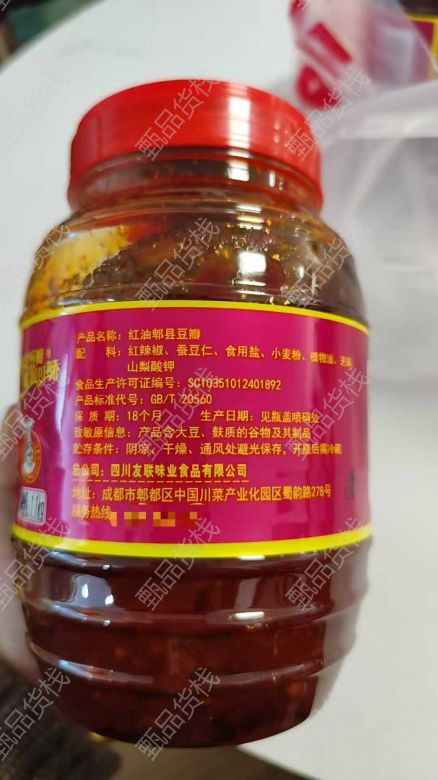 产品名称：红油郫县豆瓣
配　　料：红辣椒、蚕豆仁、食用盐、小麦粉、植物油、芝麻、
山梨酸钾
食品生产许可证编号：SC10351012401892
产品标准代号：GB/T 20560
保 质 期：18个月　　生产日期：见瓶盖喷码处
致敏原信息：产品含大豆、麸质的谷物及其制品
贮存条件：阴凉、干燥、通风处避光保存，开瓶后需冷藏
总公司：四川友联味业食品有限公司
地址：成都市郫都区中国川菜产业化园区蜀韵路278号
服务热线
甄品货栈